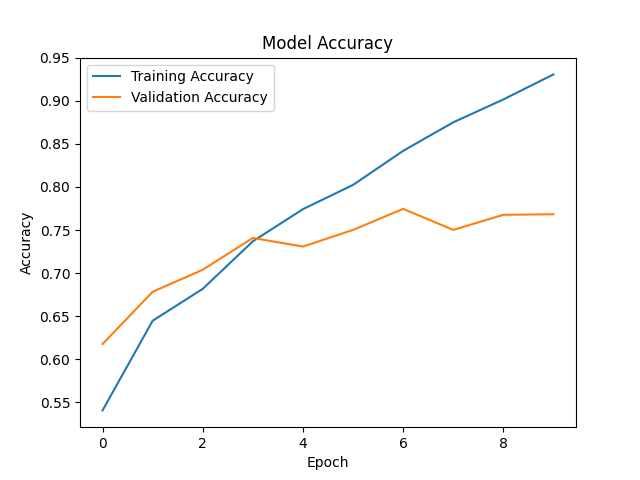 Model Accuracy
Training Accuracy
Validation Accuracy
Accuracy
0.95
0.90
0.85
0.80
0.75
0.70
0.65
0.60
0.55
0 2 4 6 8
Epoch